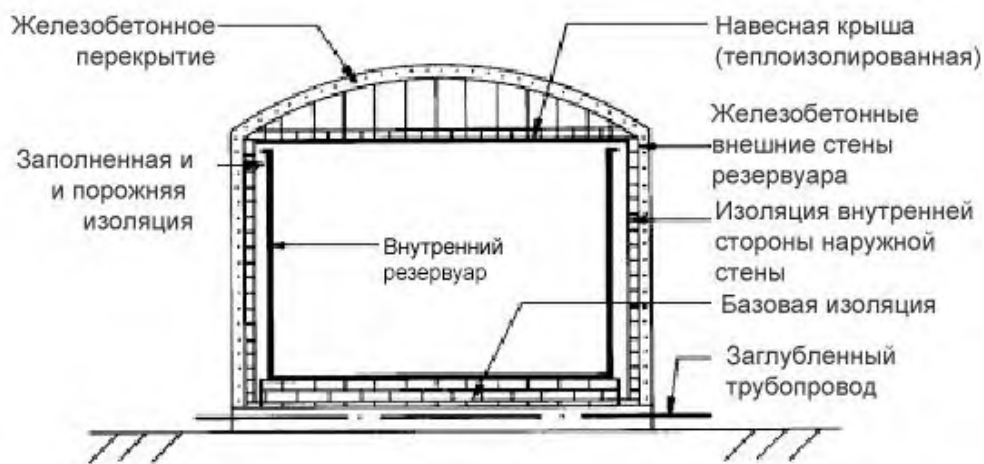 Железобетонное
перекрытие
Заполненная и
и порожняя
изоляция
Внутренний
резервуар
Навесная крыша
(теплоизолированная)
Железобетонные
внешние стены
резервуара
Изоляция внутренней
стороны наружной
стены
Базовая изоляция
Заглубленный
трубопровод